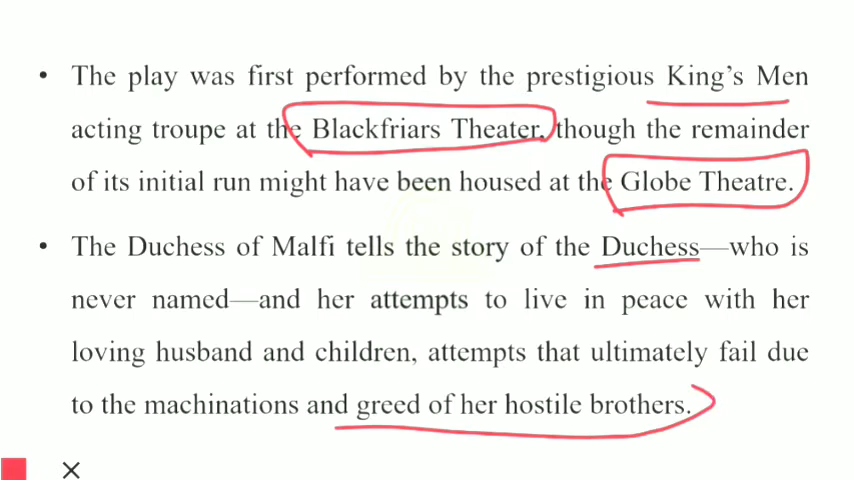 • The play was first performed by the prestigious King's Men
acting troupe at the Blackfriars Theater, though the remainder
of its initial run might have been housed at the Globe Theatre.
• The Duchess of Malfi tells the story of the Duchess—who is
never named—and her attempts to live in peace with her
loving husband and children, attempts that ultimately fail due
to the machinations and greed of her hostile brothers.